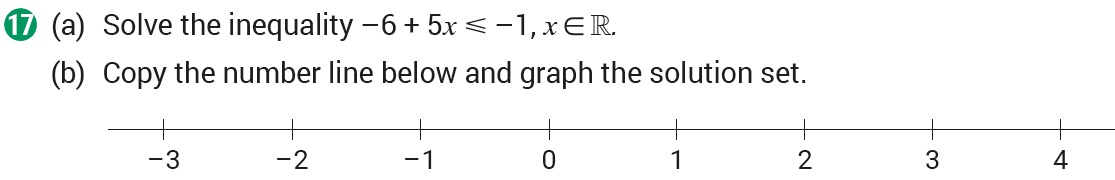 17 (a) Solve the inequality −6 + 5x ⩽ −1, x ∈ ℝ.
(b) Copy the number line below and graph the solution set.
−3 −2 −1 0 1 2 3 4